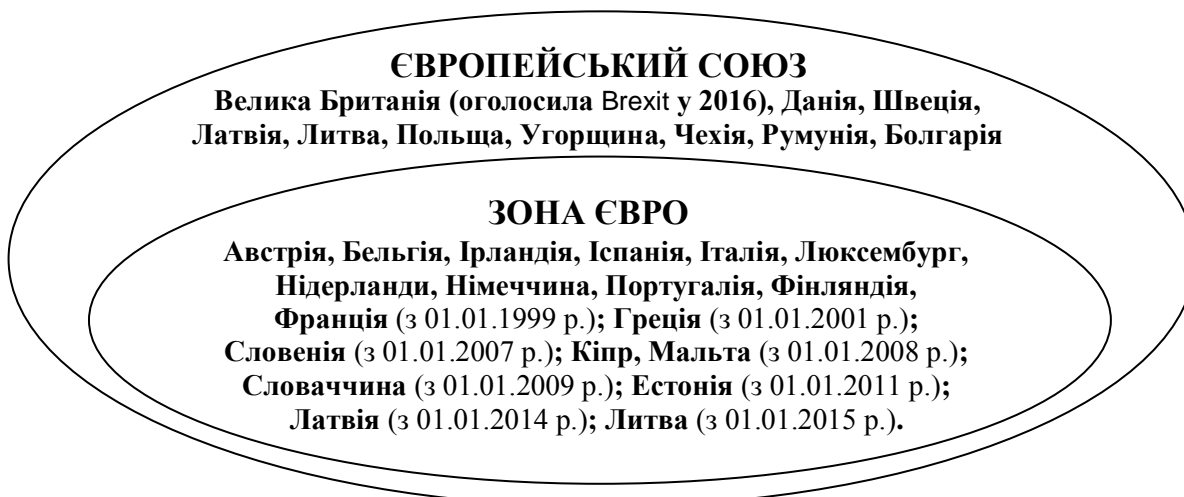 ЄВРОПЕЙСЬКИЙ СОЮЗ
Велика Британія (оголосила Brexit у 2016), Данія, Швеція,
Латвія, Литва, Польща, Угорщина, Чехія, Румунія, Болгарія
ЗОНА ЄВРО
Австрія, Бельгія, Ірландія, Іспанія, Італія, Люксембург,
Нідерланди, Німеччина, Португалія, Фінляндія,
Франція (з 01.01.1999 р.); Греція (з 01.01.2001 р.);
Словенія (з 01.01.2007 р.); Кіпр, Мальта (з 01.01.2008 р.);
Словаччина (з 01.01.2009 р.); Естонія (з 01.01.2011 р.);
Латвія (з 01.01.2014 р.); Литва (з 01.01.2015 р.).